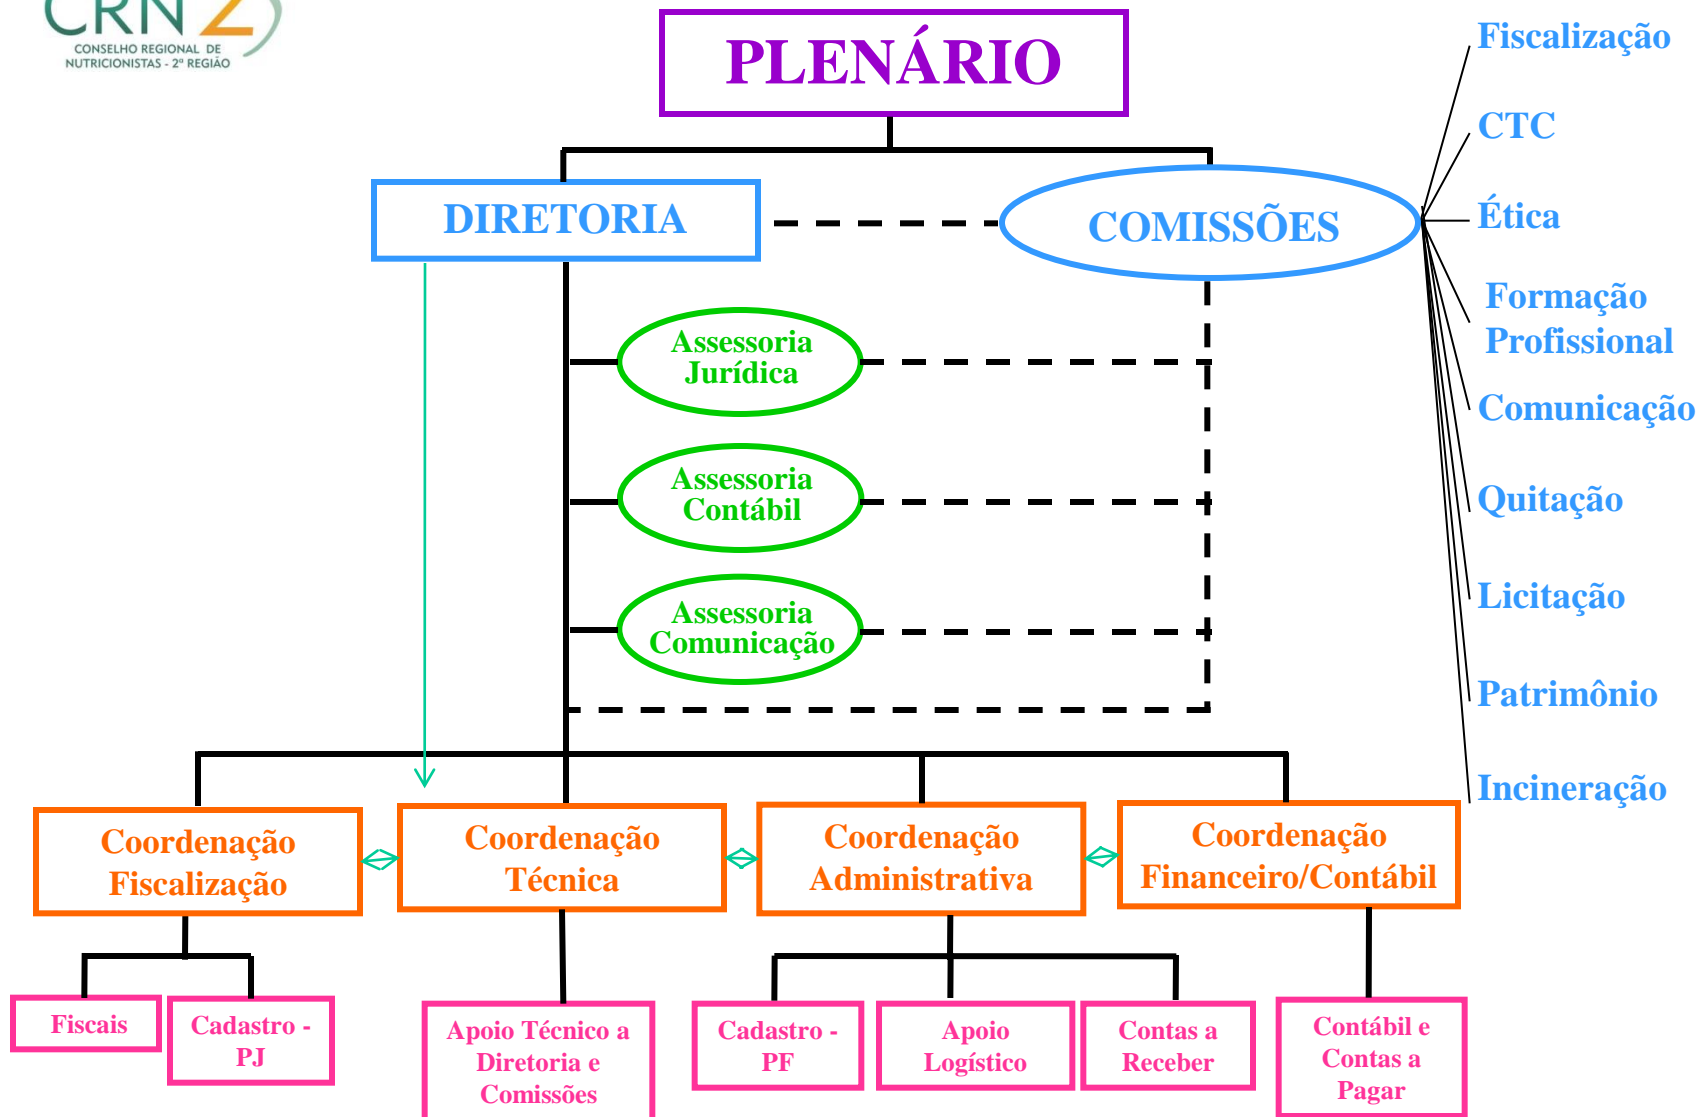 CRN2
CONSELHO REGIONAL DE
NUTRICIONISTAS - 2ª REGIÃO
PLENÁRIO
DIRETORIA
COMISSÕES
Fiscalização
CTC
Ética
Formação
Profissional
Comunicação
Quitação
Licitação
Patrimônio
Incineração
Assessoria
Jurídica
Assessoria
Contábil
Assessoria
Comunicação
Coordenação
Fiscalização
Coordenação
Técnica
Coordenação
Administrativa
Coordenação
Financeiro/Contábil
Fiscais
Cadastro -
PJ
Apoio Técnico a
Diretoria e
Comissões
Cadastro -
PF
Apoio
Logístico
Contas a
Receber
Contábil e
Contas a
Pagar